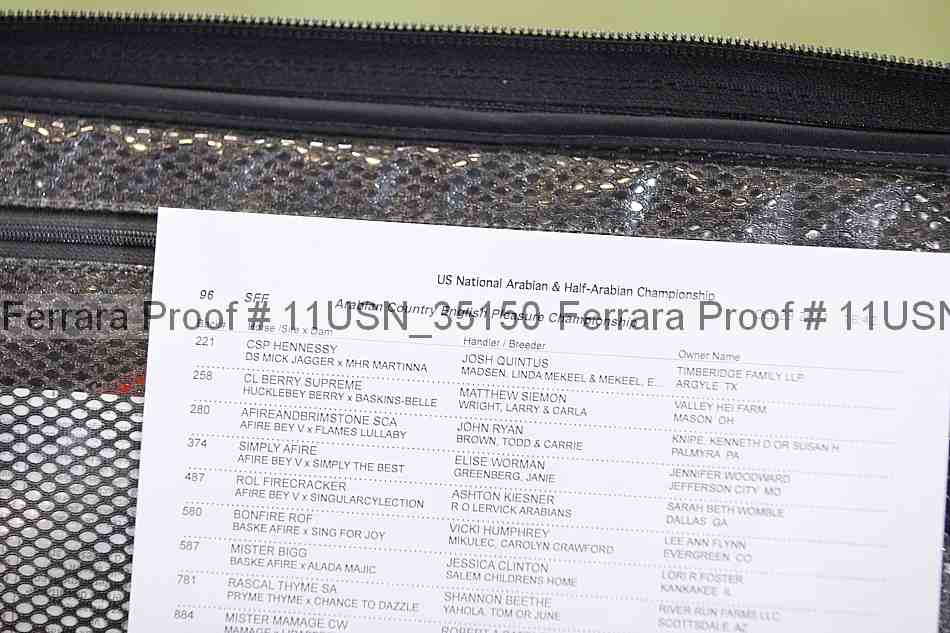 US National Arabian & Half-Arabian Championship
96 SFF Arabian Country English Pleasure Championship
Ferrara Proof # 11USN_35150 Ferrara Proof # 11USN
Horse /Sire x Dam Handler / Breeder Owner Name
221 CSP HENNESSY JOSH QUINTUS TIMBERIDGE FAMILY LLP
DS MICK JAGGER x MHR MARTINNA MADSEN, LINDA MEKEEL & MEKEEL, E... ARGYLE TX
258 CL BERRY SUPREME MATTHEW SIEMON VALLEY HEI FARM
HUCKLEBEY BERRY x BASKINS-BELLE WRIGHT, LARRY & CARLA MASON OH
280 AFIREANDBRIMSTONE SCA JOHN RYAN KNIPE, KENNETH D OR SUSAN H
AFIRE BEY V x FLAMES LULLABY BROWN, TODD & CARRIE PALMYRA PA
374 SIMPLY AFIRE ELISE WORMAN JENNIFER WOODWARD
AFIRE BEY V x SIMPLY THE BEST GREENBERG, JANIE JEFFERSON CITY MO
487 ROL FIRECRACKER ASHTON KIESNER SARAH BETH WOMBLE
AFIRE BEY V x SINGULARCYLECTION R O LERVICK ARABIANS DALLAS GA
580 BONFIRE ROF VICKI HUMPHREY LEE ANN FLYNN
BASKE AFIRE x SING FOR JOY MIKULEC, CAROLYN CRAWFORD EVERGREEN CO
587 MISTER BIGG JESSICA CLINTON LORI R FOSTER
BASKE AFIRE x ALADA MAJIC SALEM CHILDRENS HOME KANKAKEE IL
781 RASCAL THYME SA SHANNON BEETHE RIVER RUN FARMS LLC
PRYME THYME x CHANCE TO DAZZLE YAHOLA, TOM OR JUNE SCOTTSDALE AZ
884 MISTER MAMAGE CW